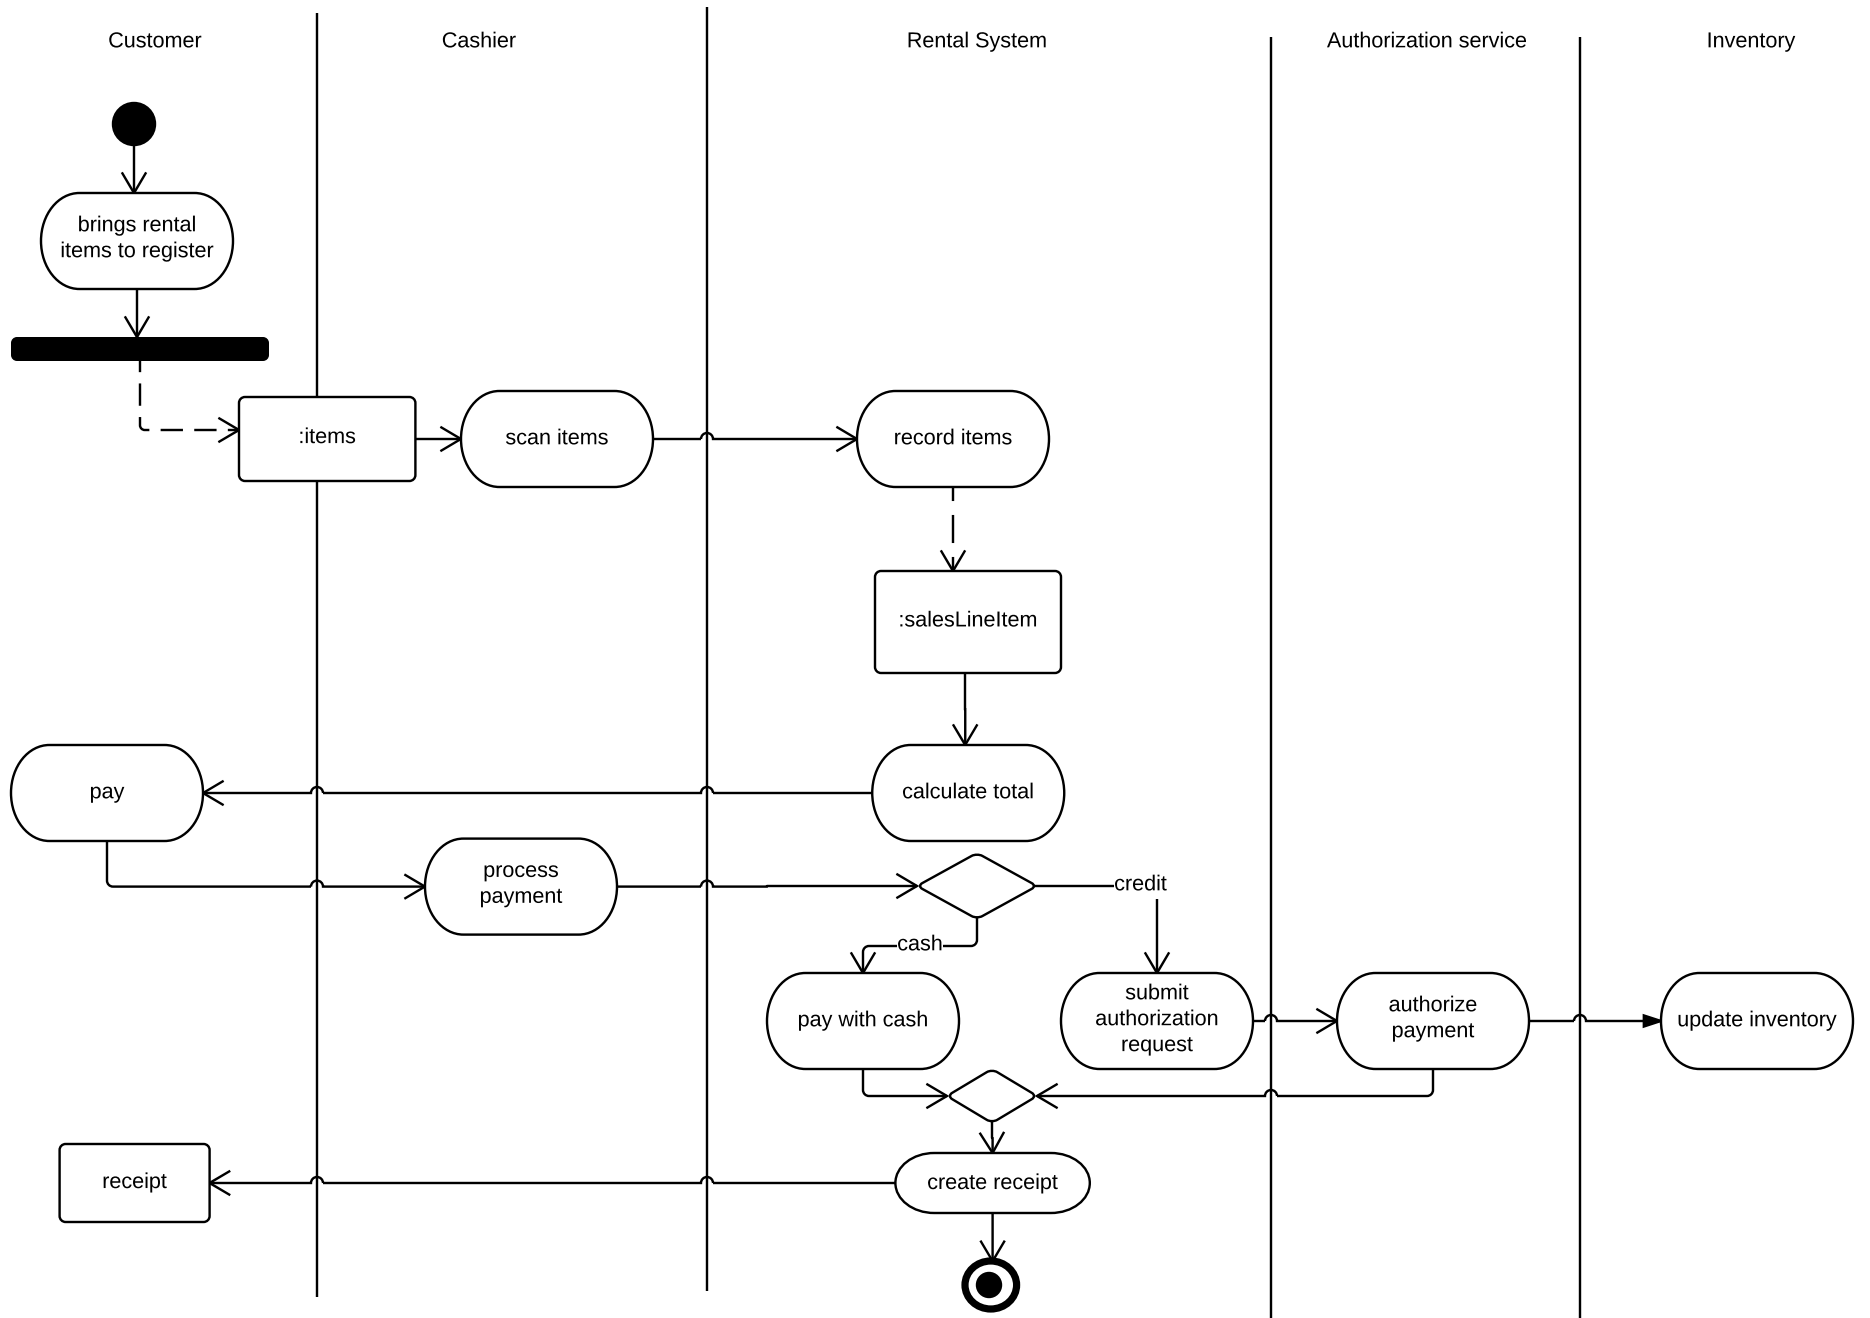 Customer
Cashier
Rental System
Authorization service
Inventory
brings rental
items to register
:items
scan items
record items
:salesLineItem
pay
calculate total
process
payment
credit
cash
pay with cash
submit
authorization
request
authorize
payment
update inventory
receipt
create receipt